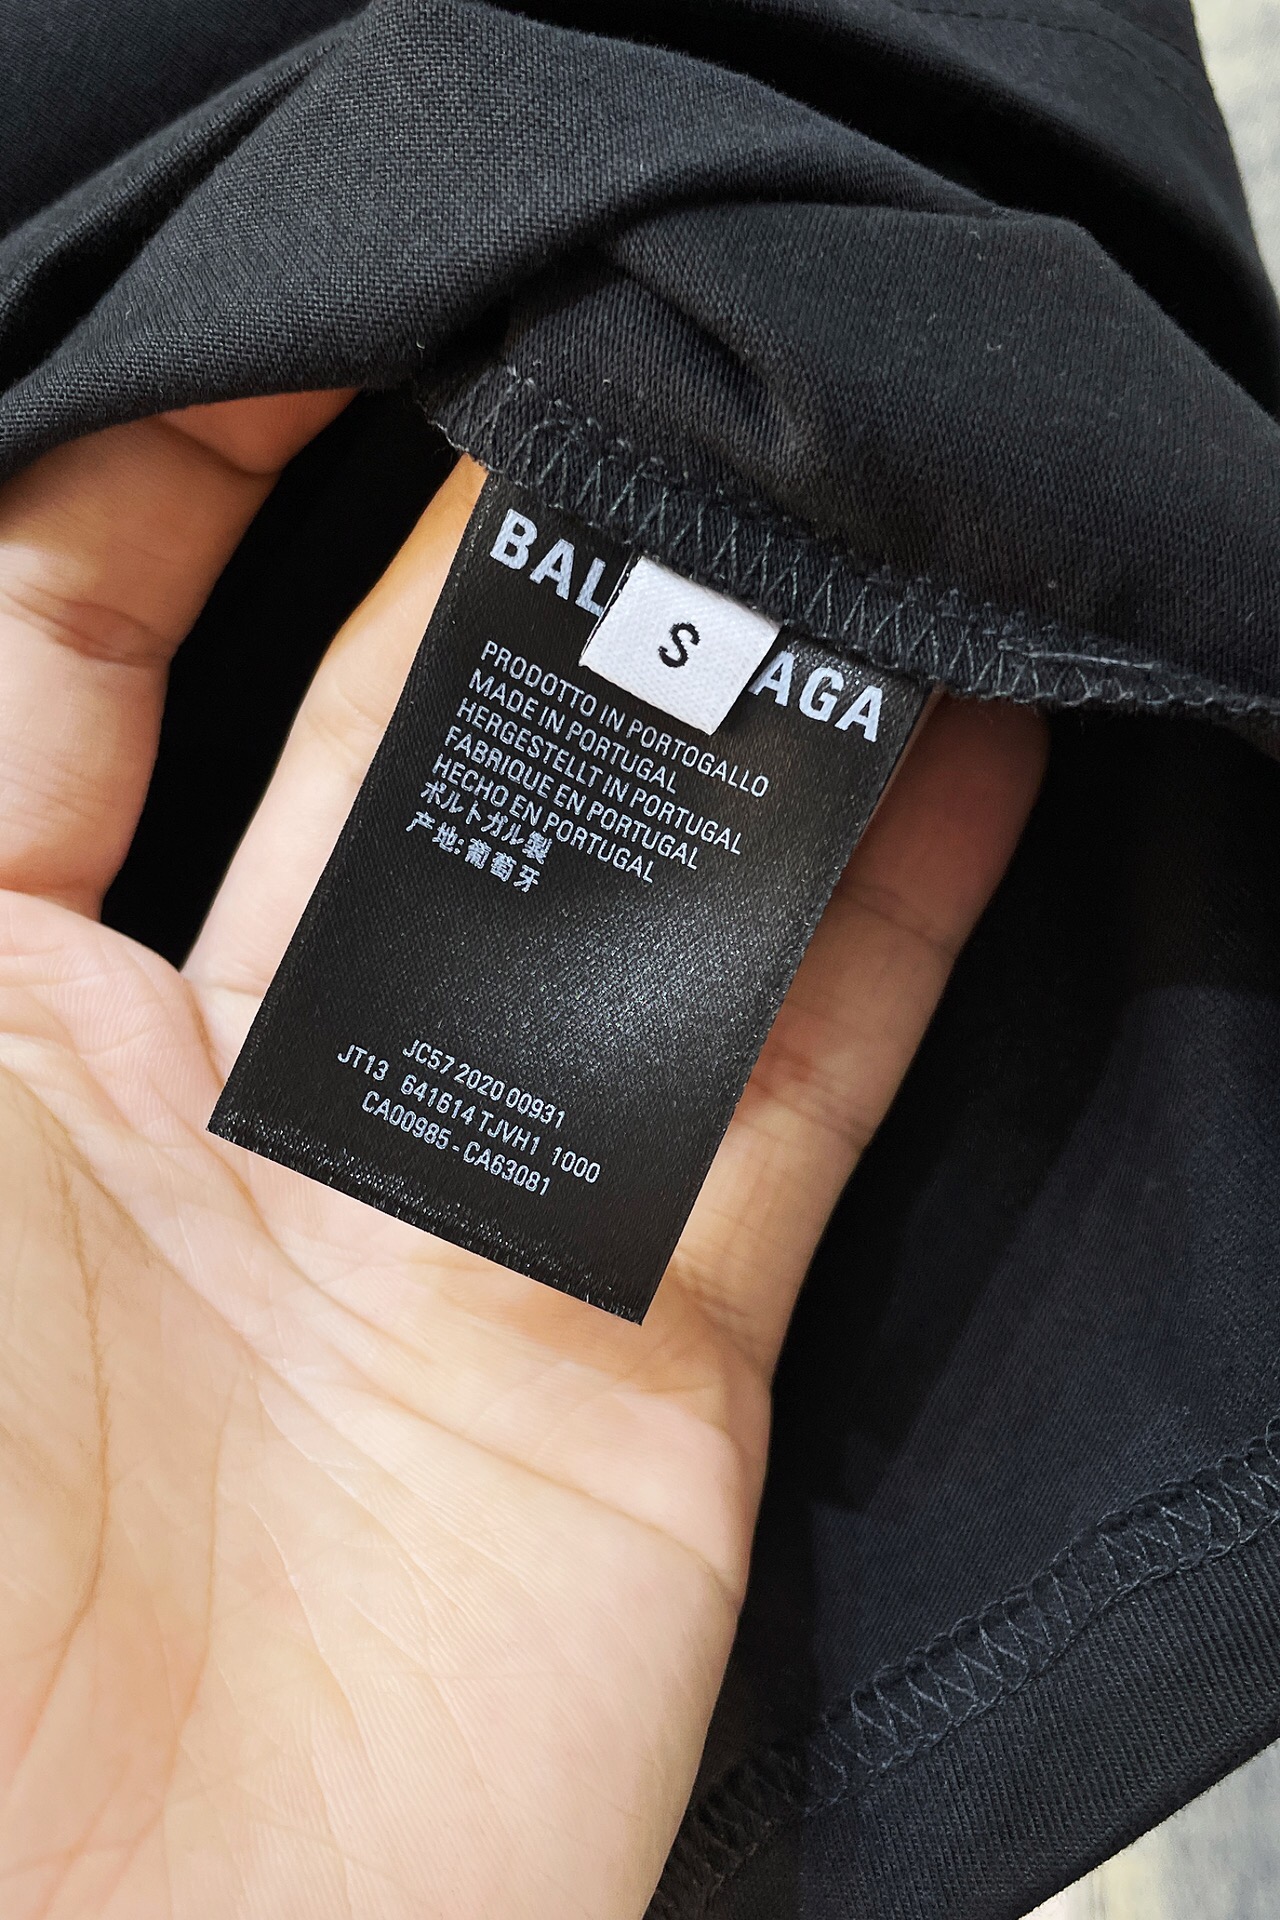 BAL AGA
S
PRODOTTO IN PORTOGALLO
MADE IN PORTUGAL
HERGESTELLT IN PORTUGAL
FABRIQUE EN PORTUGAL
HECHO EN PORTUGAL
ポルトガル製
产地:葡萄牙
JC57 2020 00931
JT13 641614 TJVH1 1000
CA00985-CA63081